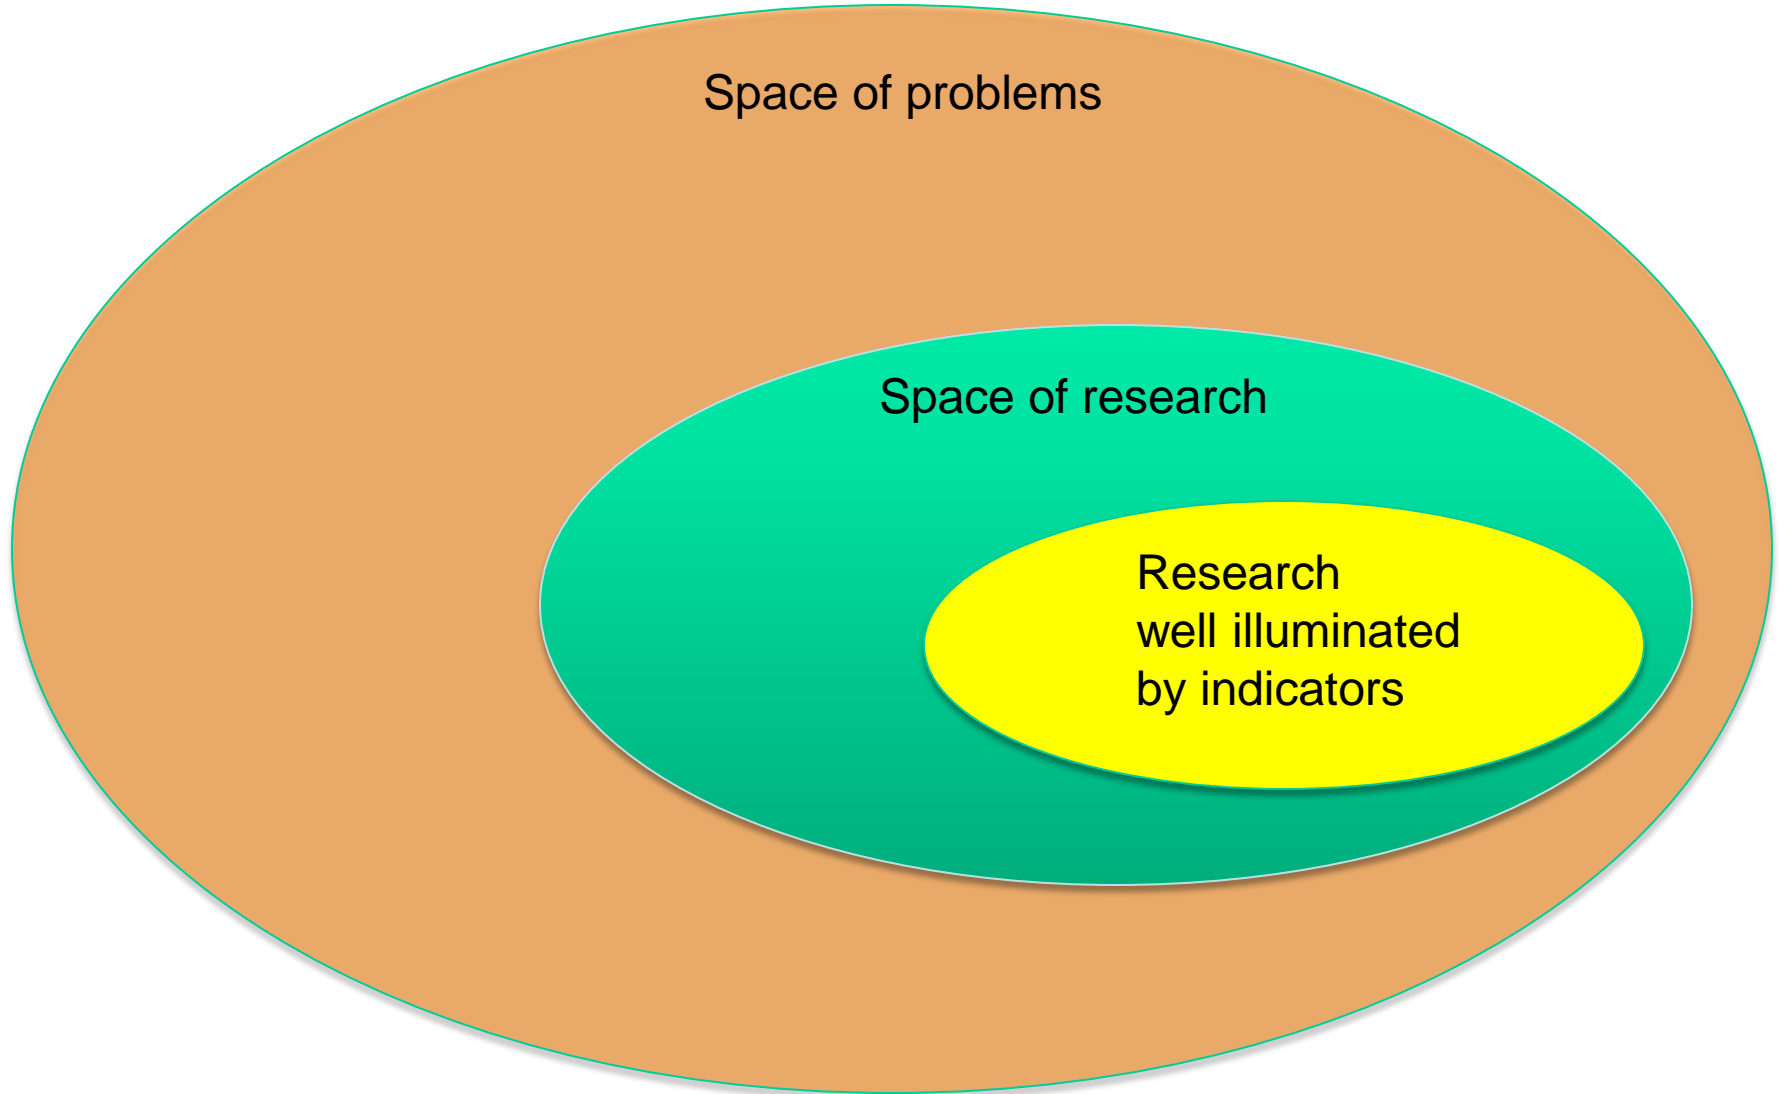 Space of problems
Space of research
Research
well illuminated
by indicators